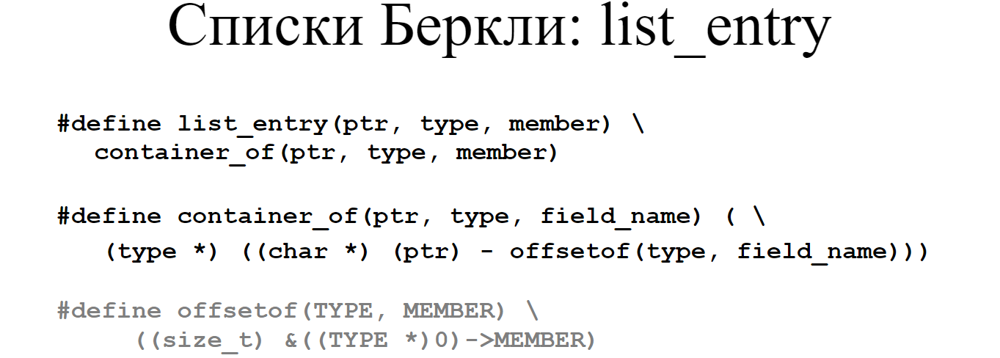 Списки Беркли: list_entry
#define list_entry(ptr, type, member) \
container_of(ptr, type, member)
#define container_of(ptr, type, field_name) ( \
(type *) ((char *) (ptr) - offsetof(type, field_name)))
#define offsetof(TYPE, MEMBER) \
((size_t) &((TYPE *)0)->MEMBER)